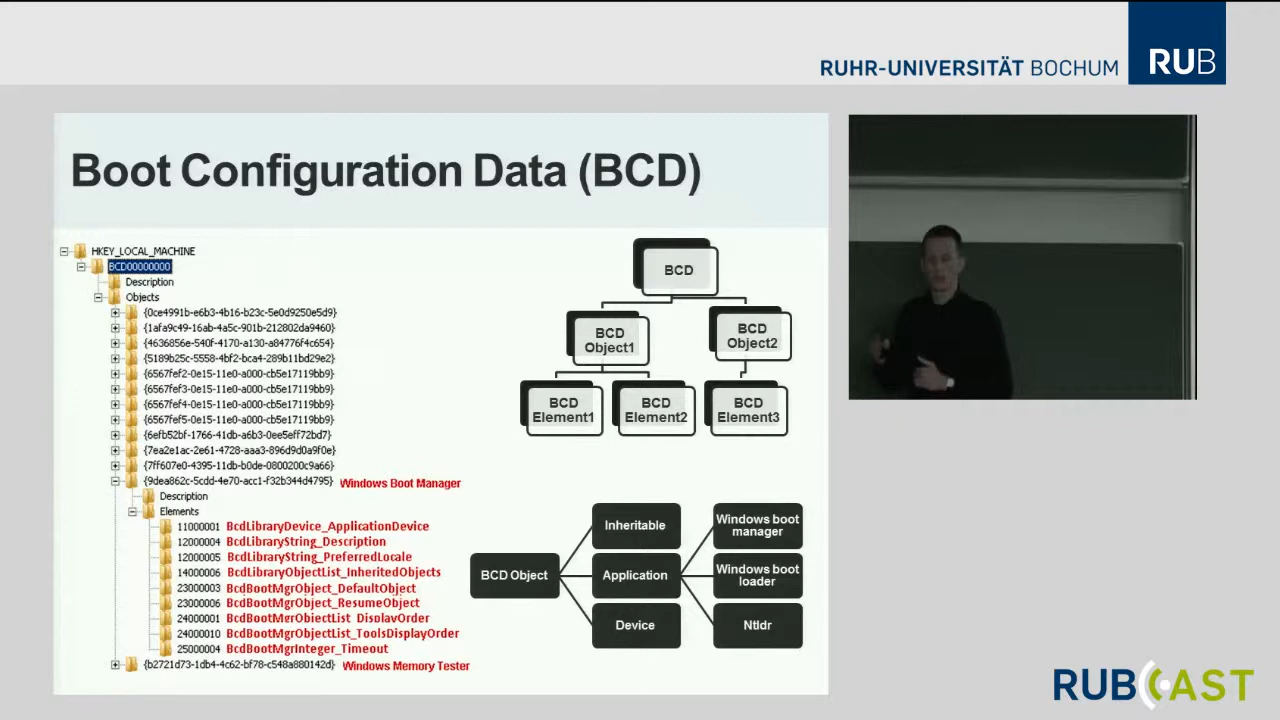 RUHR-UNIVERSITÄT BOCHUM
RUB
Boot Configuration Data (BCD)
HKEY_LOCAL_MACHINE
BCD00000000
Description
Objects
{0ce4991b-e6b3-4b16-b23c-5e0d9250e5d9}
{1afa9c49-16ab-4a5c-901b-212802da9460}
{4636856e-540f-4170-a130-a84776f4c654}
{5189b25c-5558-4bf2-bca4-289b11bd29e2}
{6567fef2-0e15-11e0-a000-cb5e17119bb9}
{6567fef3-0e15-11e0-a000-cb5e17119bb9}
{6567fef4-0e15-11e0-a000-cb5e17119bb9}
{6567fef5-0e15-11e0-a000-cb5e17119bb9}
{6efb52bf-1766-41db-a6b3-0ee5eff72bd7}
{7ea2e1ac-2e61-4728-aaa3-896d9d0a9f0e}
{7ff607e0-4395-11db-b0de-0800200c9a66}
{9dea862c-5cdd-4e70-acc1-f32b344d4795} Windows Boot Manager
Description
Elements
11000001 BcdLibraryDevice_ApplicationDevice
12000004 BcdLibraryString_Description
12000005 BcdLibraryString_PreferredLocale
14000006 BcdLibraryObjectList_InheritedObjects
23000003 BcdBootMgrObject_DefaultObject
23000006 BcdBootMgrObject_ResumeObject
24000001 BcdBootMgrObjectList_DisplayOrder
24000010 BcdBootMgrObjectList_ToolsDisplayOrder
25000004 BcdBootMgrInteger_Timeout
{b2721d73-1db4-4c62-bf78-c548a880142d} Windows Memory Tester
BCD
BCD
Object1
BCD
Object2
BCD
Element1
BCD
Element2
BCD
Element3
BCD Object
Inheritable
Application
Device
Windows boot
manager
Windows boot
loader
Ntldr
RUBCAST